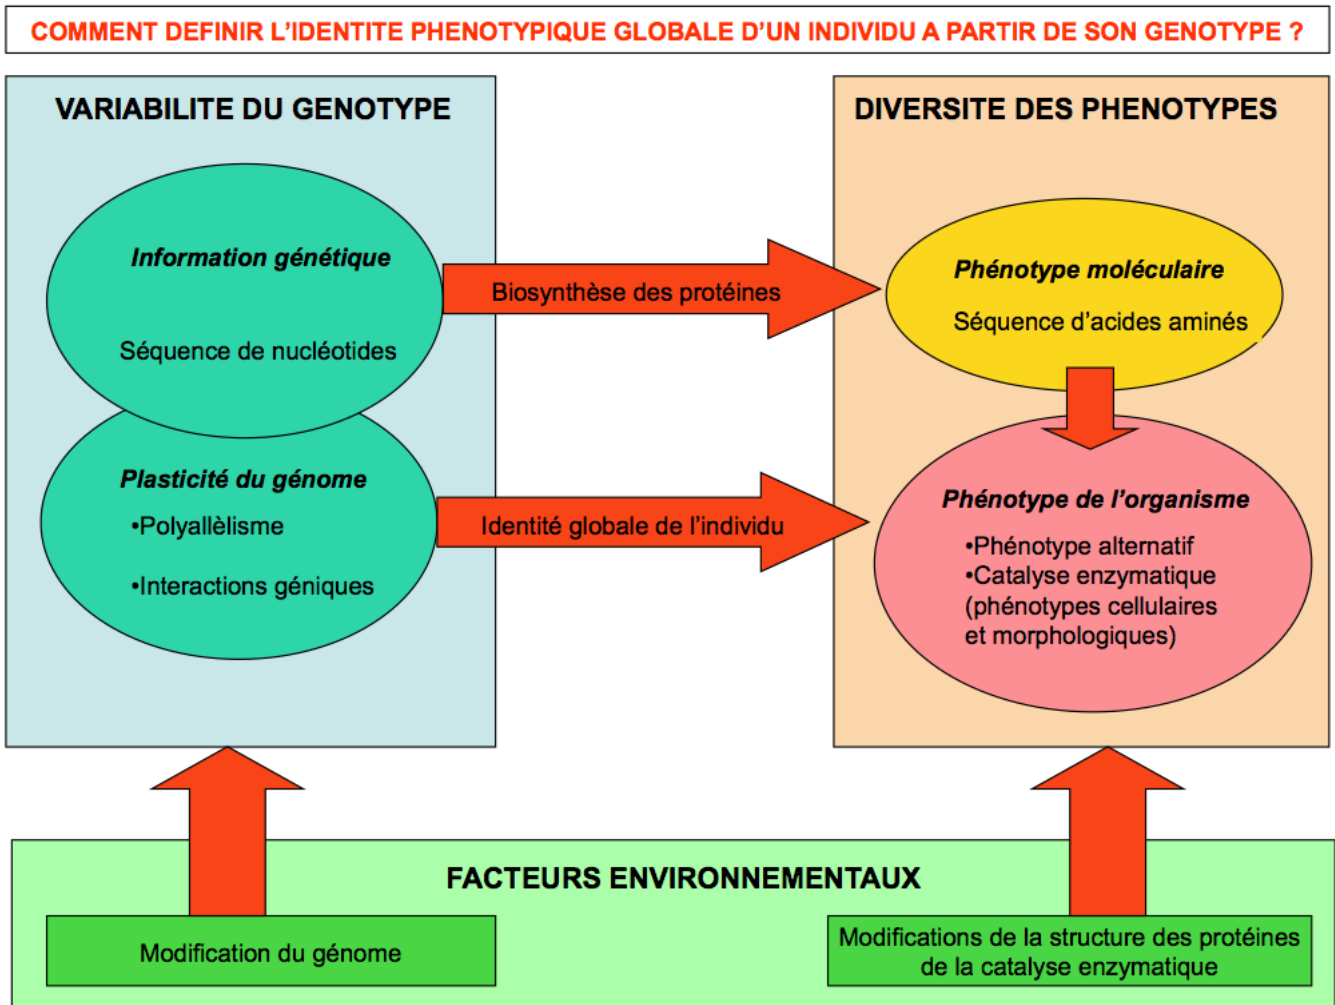 COMMENT DEFINIR L'IDENTITE PHENOTYPIQUE GLOBALE D'UN INDIVIDU A PARTIR DE SON GENOTYPE ?
VARIABILITE DU GENOTYPE
Information génétique
Séquence de nucléotides
Plasticité du génome
•Polyallèlisme
•Interactions géniques
Biosynthèse des protéines
Identité globale de l'individu
DIVERSITE DES PHENOTYPES
Phénotype moléculaire
Séquence d'acides aminés
Phénotype de l'organisme
•Phénotype alternatif
•Catalyse enzymatique
(phénotypes cellulaires
et morphologiques)
FACTEURS ENVIRONNEMENTAUX
Modification du génome
Modifications de la structure des protéines
de la catalyse enzymatique